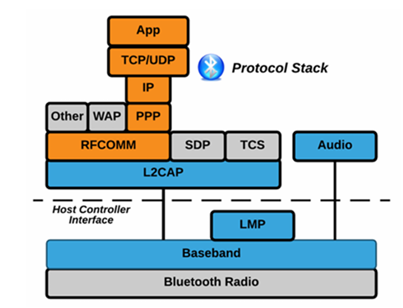 App
TCP/UDP
Protocol Stack
IP
Other WAP PPP
RFCOMM SDP TCS Audio
L2CAP
Host Controller
Interface
LMP
Baseband
Bluetooth Radio